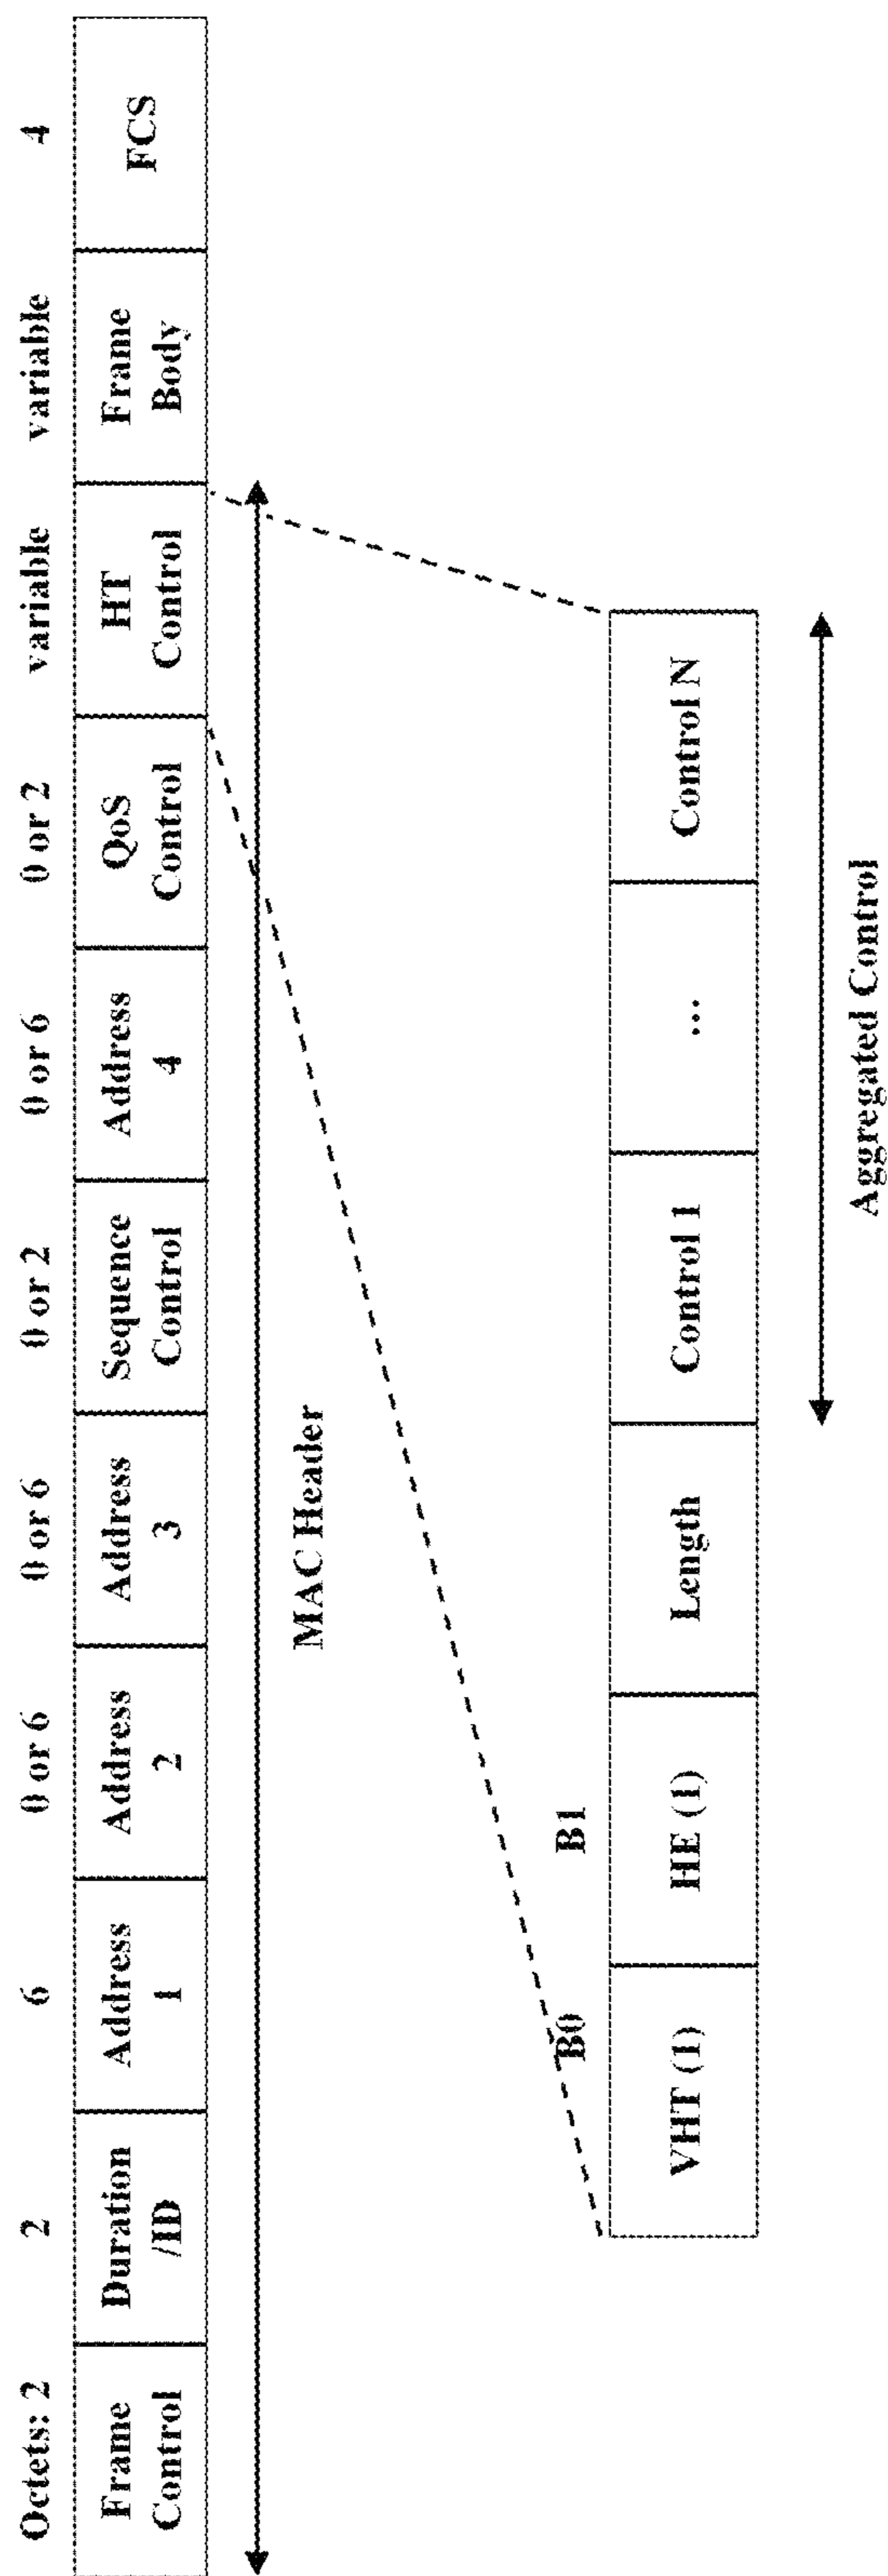 Octets: 2
2
6
0 or 6
0 or 6
0 or 2
0 or 6
0 or 2
variable
variable
4
Frame
Control
Duration
/ID
Address
1
Address
2
Address
3
Sequence
Control
Address
4
QoS
Control
HT
Control
Frame
Body
FCS
MAC Header
B0
B1
VHT (1)
HE (1)
Length
Control 1
...
Control N
Aggregated Control